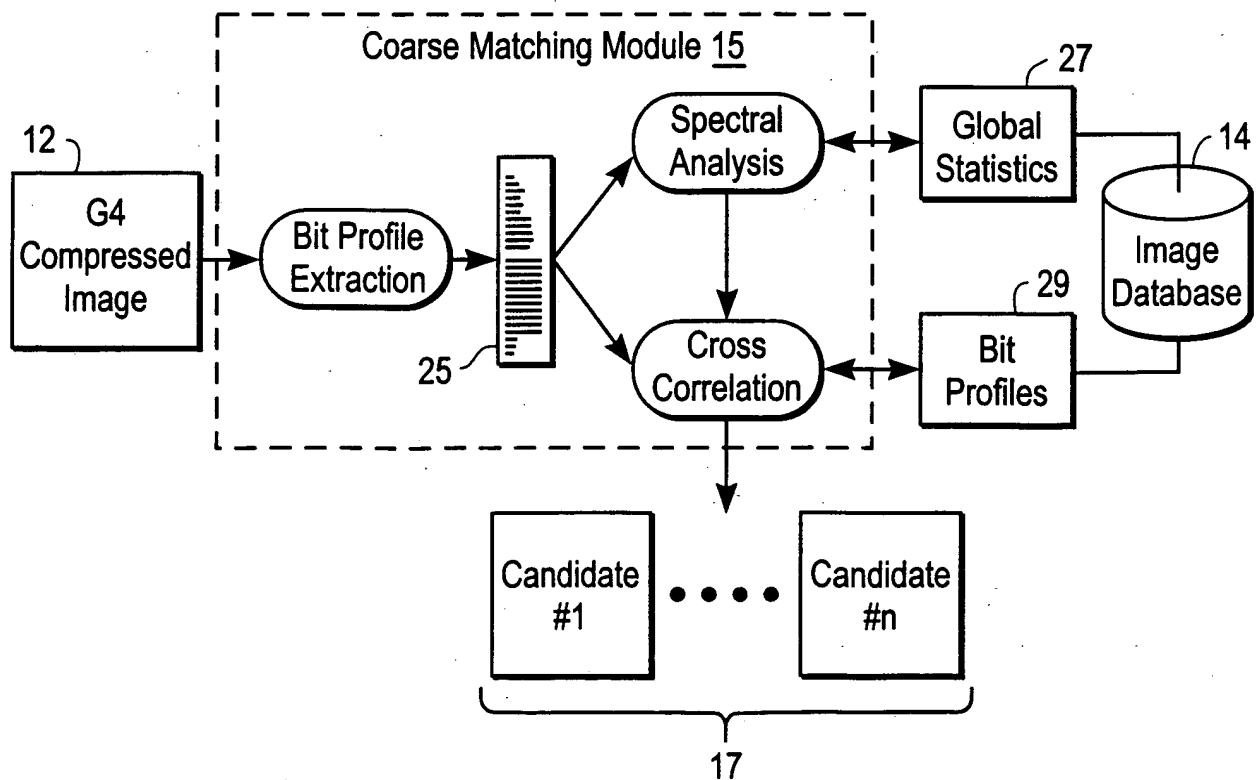 Coarse Matching Module 15
12
G4
Compressed
Image
Bit Profile
Extraction
25
Spectral
Analysis
Cross
Correlation
27
Global
Statistics
29
Bit
Profiles
14
Image
Database
Candidate
#1
Candidate
#n
17